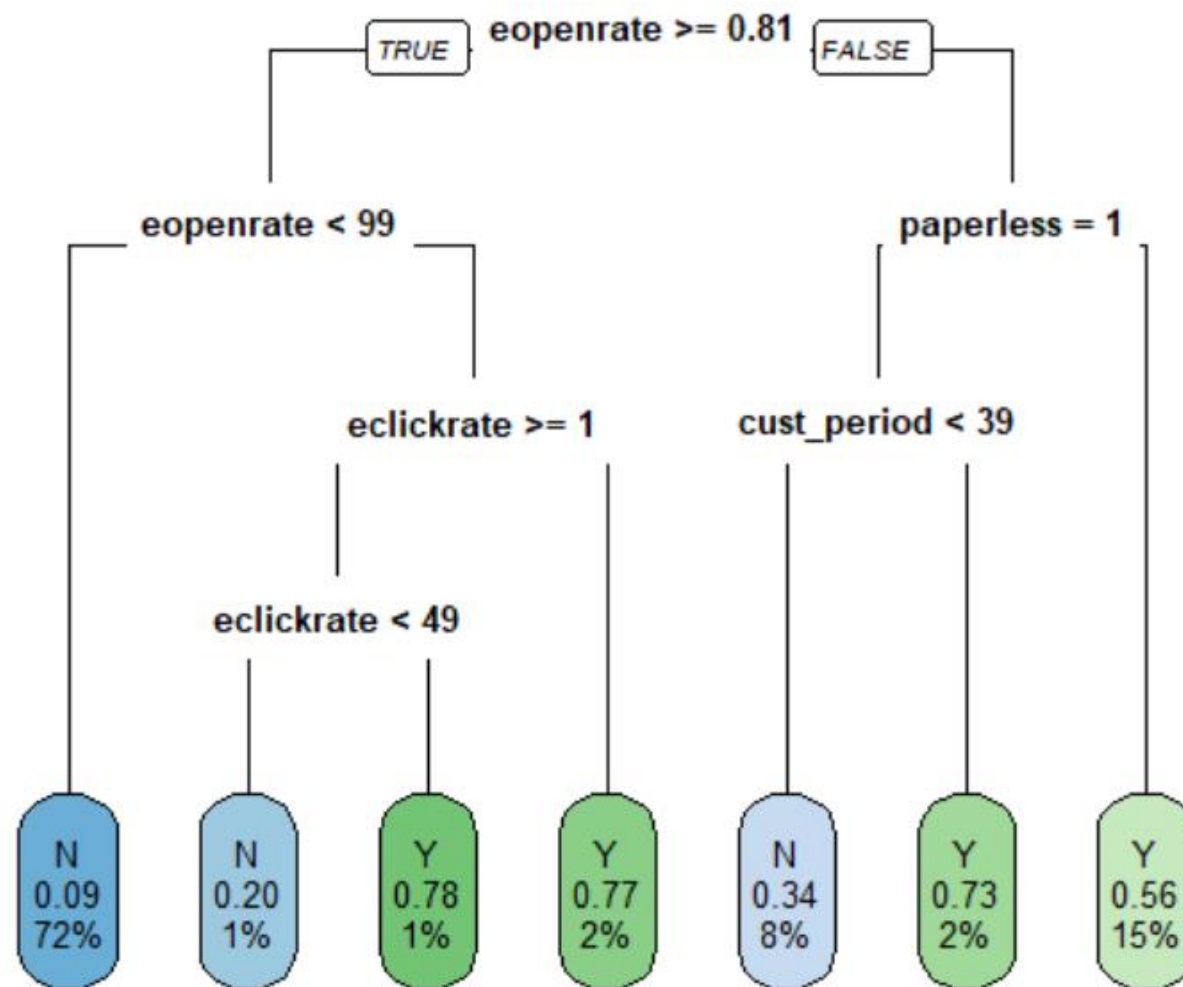 eopenrate >= 0.81
TRUE
FALSE
eopenrate < 99
paperless = 1
eclickrate >= 1
cust_period < 39
eclickrate < 49
N
0.09
72%
N
0.20
1%
Y
0.78
1%
Y
0.77
2%
N
0.34
8%
Y
0.73
2%
Y
0.56
15%